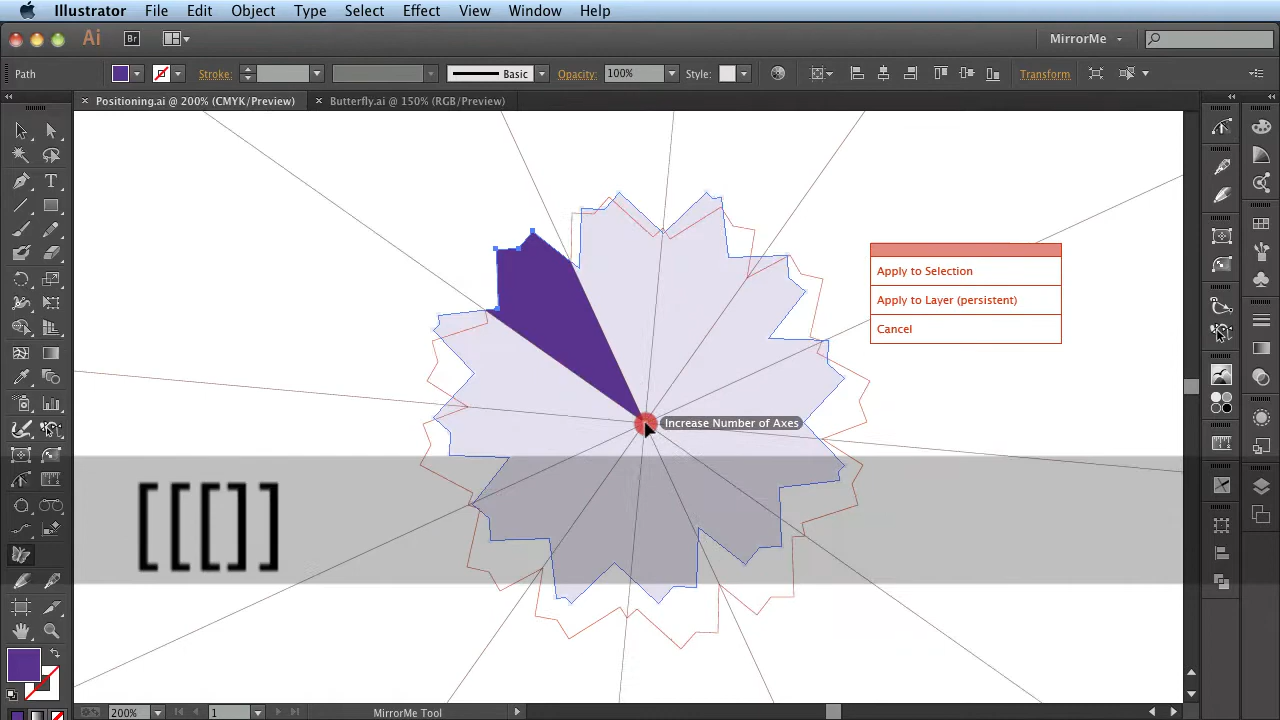 Illustrator File Edit Object Type Select Effect View Window Help
Ai Br MirrorMe
Path Stroke: Basic Opacity: 100% Style: Transform
× Positioning.ai @ 200% (CMYK/Preview) × Butterfly.ai @ 150% (RGB/Preview)
Apply to Selection
Apply to Layer (persistent)
Cancel
Increase Number of Axes
[[[]]
200% 1 MirrorMe Tool